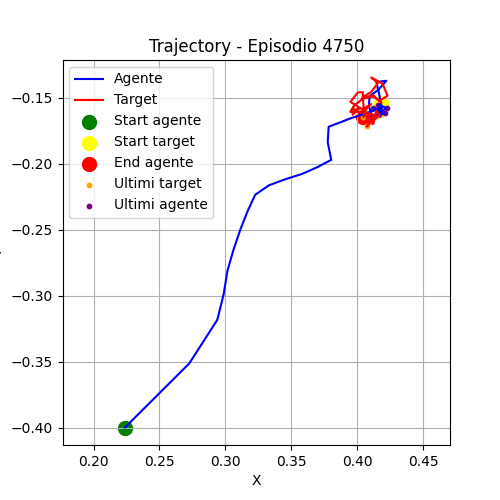 Trajectory - Episodio 4750
Agente
Target
Start agente
Start target
End agente
Ultimi target
Ultimi agente
−0.15
−0.20
−0.25
−0.30
−0.35
−0.40
0.20 0.25 0.30 0.35 0.40 0.45
X